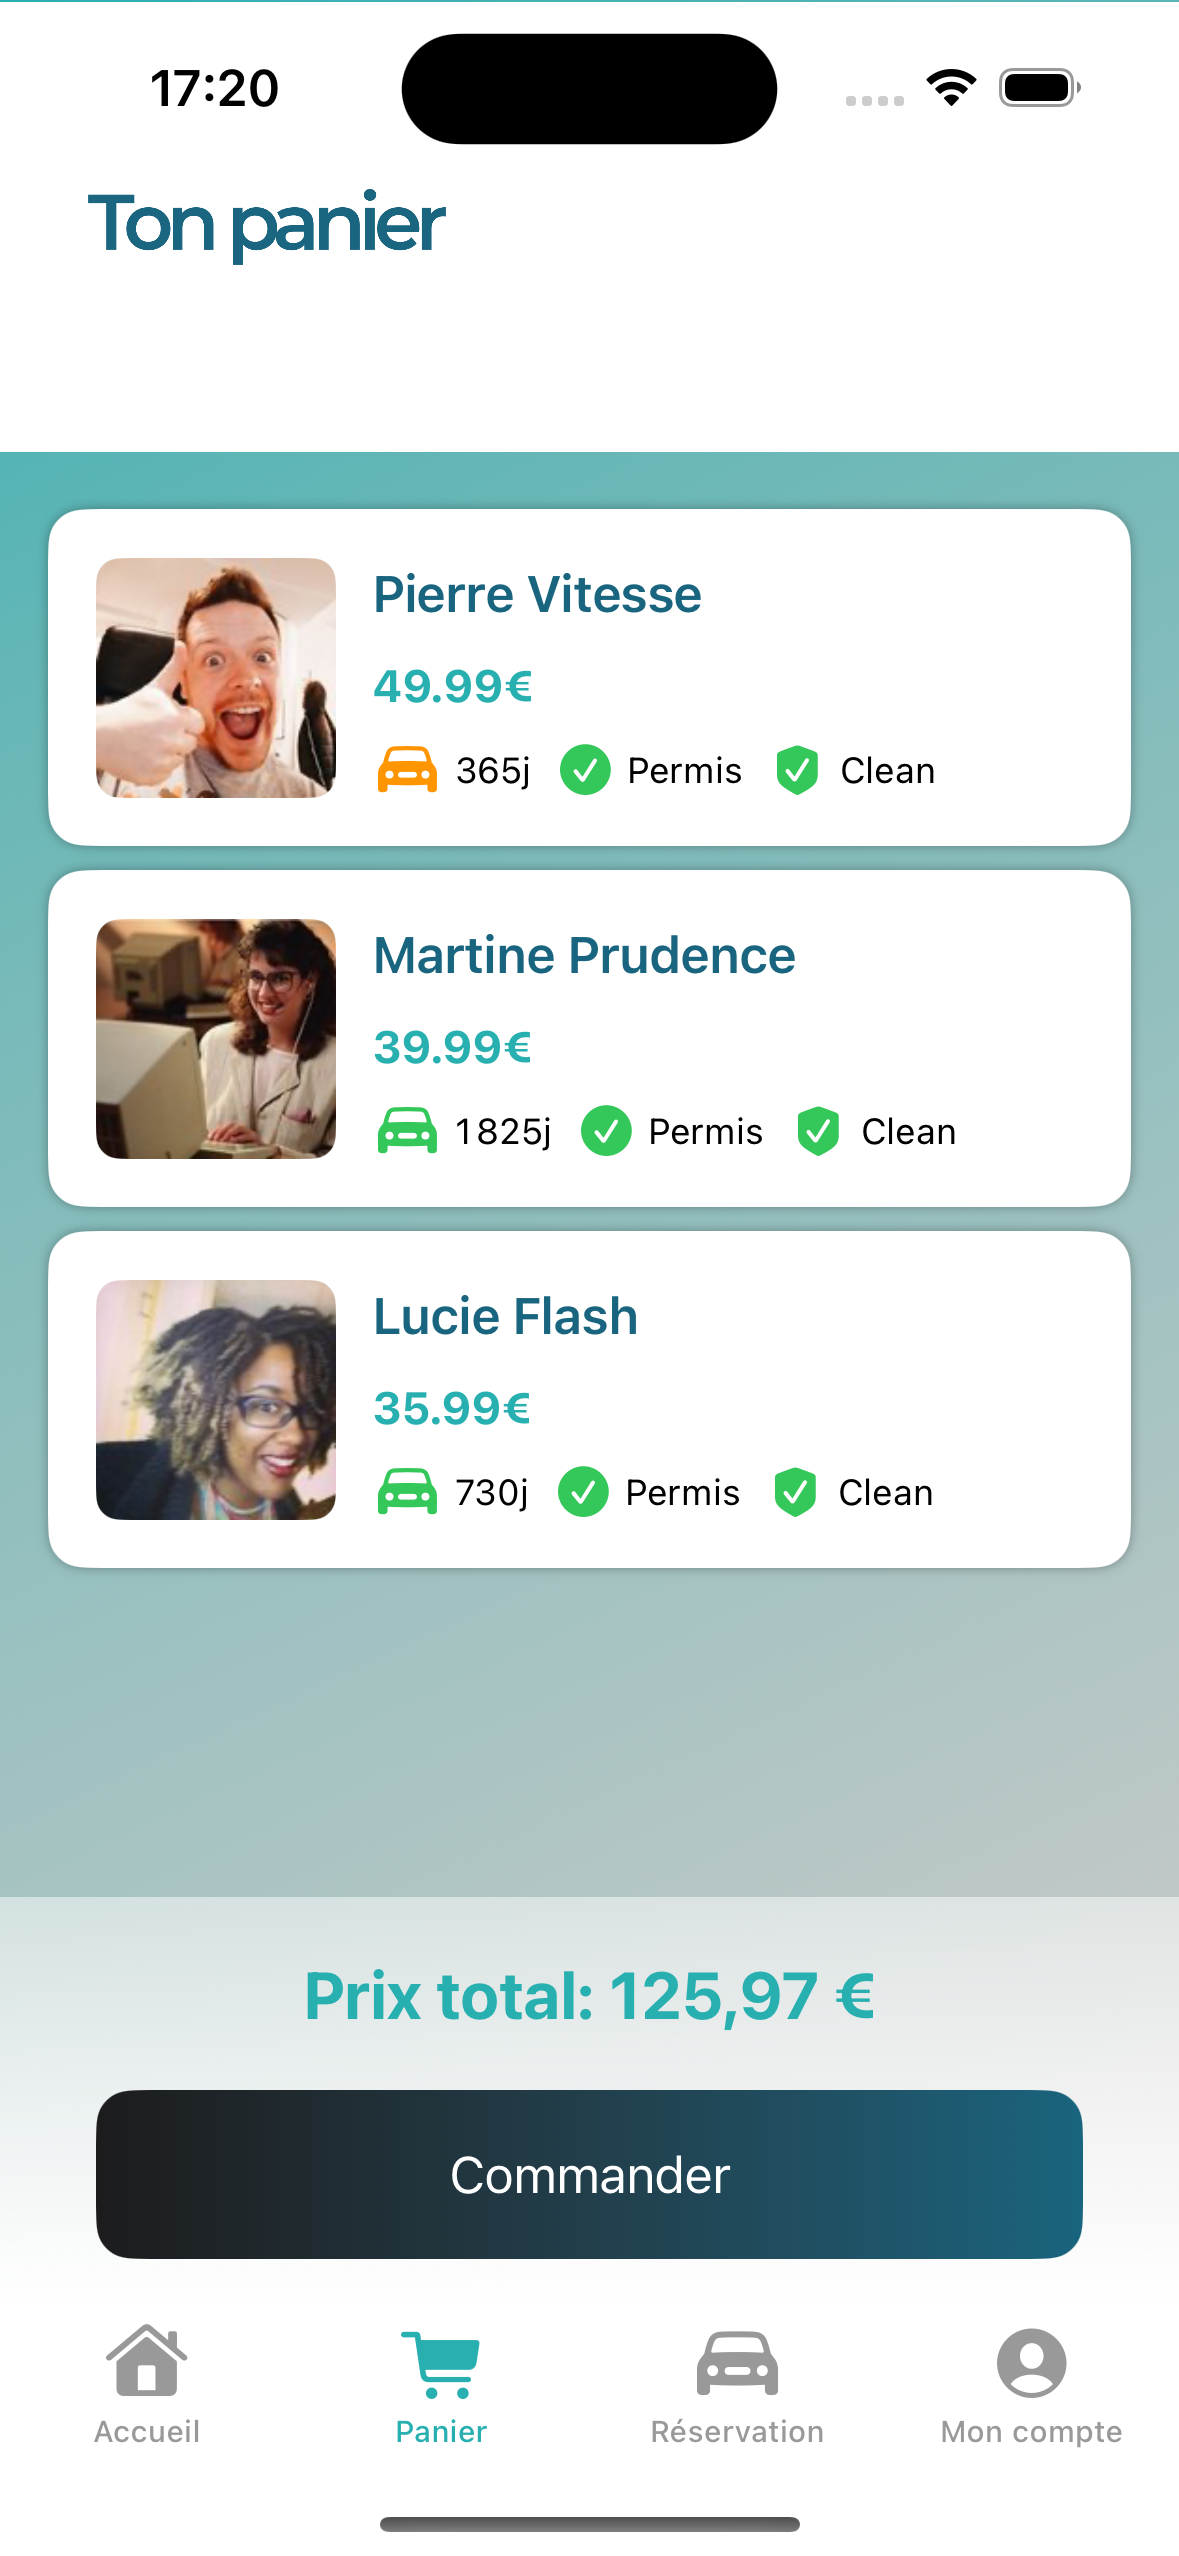 17:20
Ton panier
Pierre Vitesse
49.99€
365j Permis Clean
Martine Prudence
39.99€
1825j Permis Clean
Lucie Flash
35.99€
730j Permis Clean
Prix total: 125,97 €
Commander
Accueil Panier Réservation Mon compte